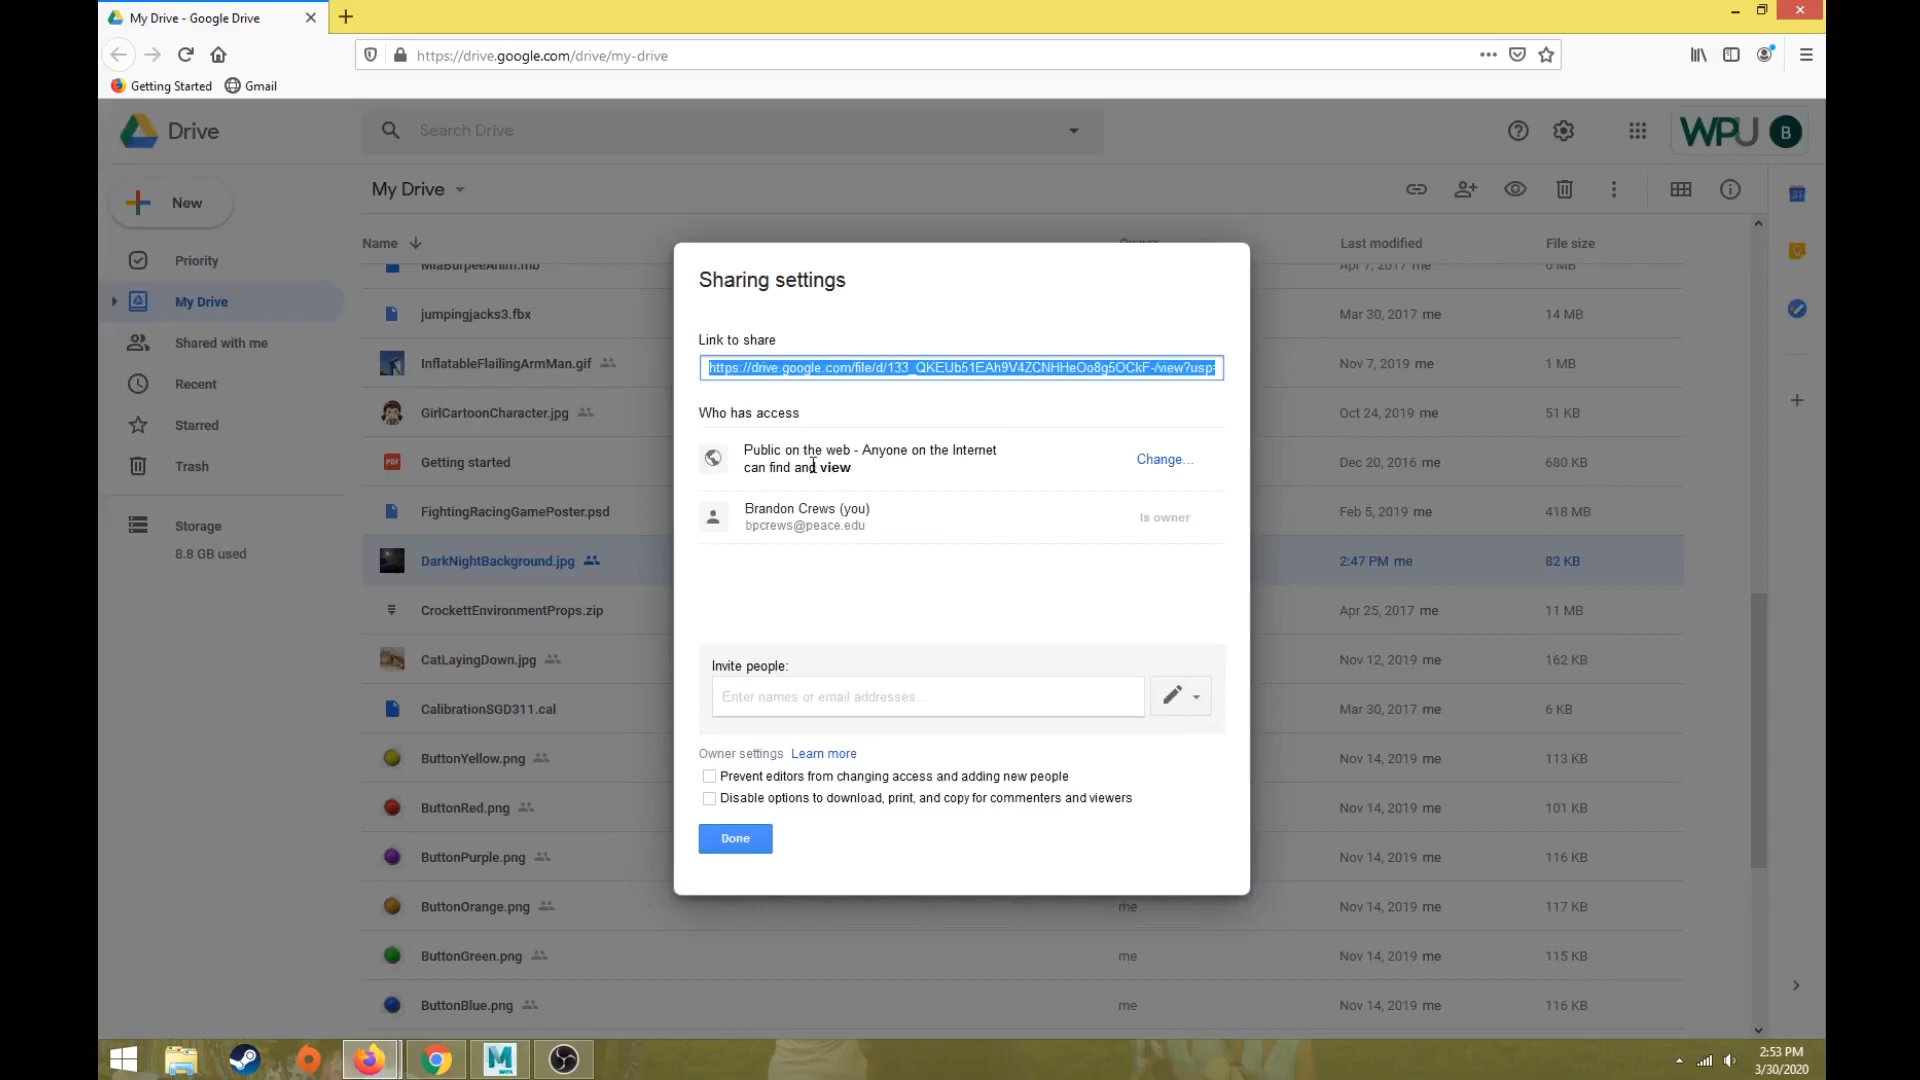 My Drive - Google Drive
https://drive.google.com/drive/my-drive
Getting Started
Gmail
Drive
Search Drive
WPU
B
New
My Drive
Priority
My Drive
Shared with me
Recent
Starred
Trash
Storage
8.8 GB used
Name
Last modified
File size
MiaBurpeeAnim.mb
Apr 7, 2017 me
6 MB
jumpingjacks3.fbx
Mar 30, 2017 me
14 MB
InflatableFlailingArmMan.gif
Nov 7, 2019 me
1 MB
GirlCartoonCharacter.jpg
Oct 24, 2019 me
51 KB
PDF
Getting started
Dec 20, 2016 me
680 KB
FightingRacingGamePoster.psd
Feb 5, 2019 me
418 MB
DarkNightBackground.jpg
2:47 PM me
82 KB
CrockettEnvironmentProps.zip
Apr 25, 2017 me
11 MB
CatLayingDown.jpg
Nov 12, 2019 me
162 KB
CalibrationSGD311.cal
Mar 30, 2017 me
6 KB
ButtonYellow.png
Nov 14, 2019 me
113 KB
ButtonRed.png
Nov 14, 2019 me
101 KB
ButtonPurple.png
Nov 14, 2019 me
116 KB
ButtonOrange.png
me
Nov 14, 2019 me
117 KB
ButtonGreen.png
me
Nov 14, 2019 me
115 KB
ButtonBlue.png
me
Nov 14, 2019 me
116 KB
Sharing settings
Link to share
https://drive.google.com/file/d/133_QKEUb51EAh9V4ZCNHHeOo8g5OCkF-/view?usp=
Who has access
Public on the web - Anyone on the Internet
can find and view
Change...
Brandon Crews (you)
bpcrews@peace.edu
Is owner
Invite people:
Enter names or email addresses...
Owner settings Learn more
Prevent editors from changing access and adding new people
Disable options to download, print, and copy for commenters and viewers
Done
31
MAYA
2:53 PM
3/30/2020